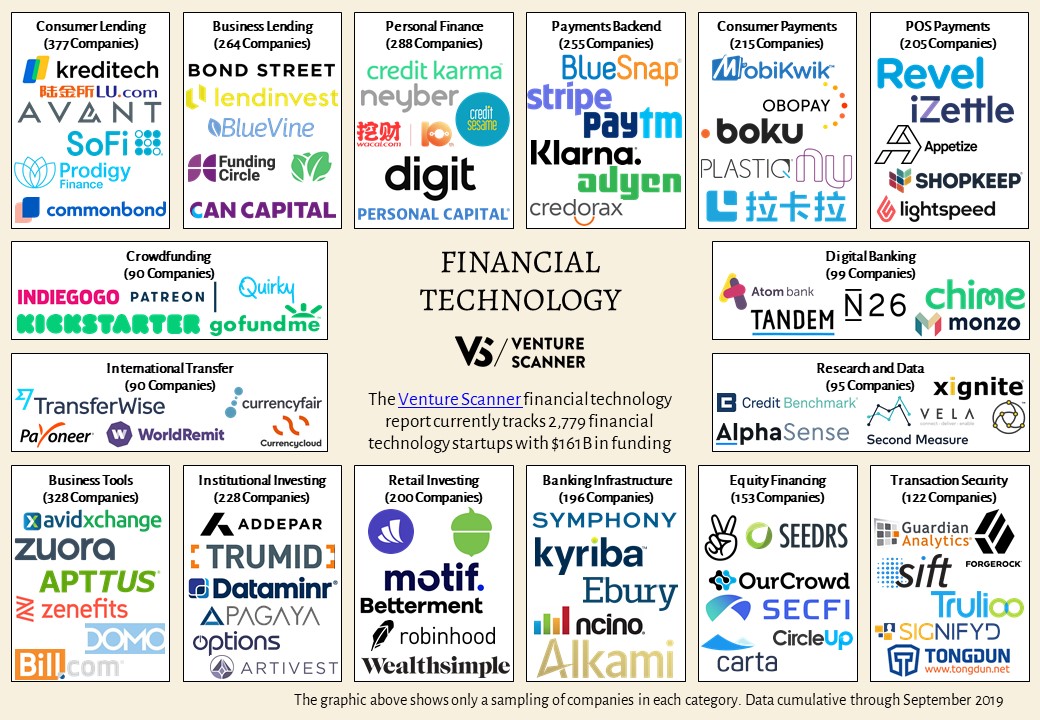 Consumer Lending
(377 Companies)
kreditech
陆金所LU.com
AVANT
SoFi
Prodigy
Finance
commonbond
Business Lending
(264 Companies)
BOND STREET
lendinvest
BlueVine
Funding
Circle
CAN CAPITAL
Personal Finance
(288 Companies)
credit karma
neyber
credit
sesame
挖财
wacai.com
digit
PERSONAL CAPITAL
Payments Backend
(255 Companies)
BlueSnap
stripe
paytm
Klarna.
adyen
credorax
Consumer Payments
(215 Companies)
MobiKwik
OBOPAY
boku
PLASTIQ
nu
拉卡拉
POS Payments
(205 Companies)
Revel
iZettle
Appetize
SHOPKEEP
lightspeed
Crowdfunding
(90 Companies)
INDIEGOGO
PATREON
Quirky
KICKSTARTER
gofundme
FINANCIAL
TECHNOLOGY
VS/ VENTURE
SCANNER
The Venture Scanner financial technology
report currently tracks 2,779 financial
technology startups with $161B in funding
Digital Banking
(99 Companies)
Atom bank
TANDEM
N26
chime
monzo
International Transfer
(90 Companies)
TransferWise
currencyfair
Payoneer
WorldRemit
Currencycloud
Research and Data
(95 Companies)
xignite
Credit Benchmark
VELA
connect · deliver · enable
AlphaSense
Second Measure
Business Tools
(328 Companies)
avidxchange
zuora
APTTUS
zenefits
DOMO
Bill.com
Institutional Investing
(228 Companies)
ADDEPAR
TRUMID
Dataminr
PAGAYA
options
ARTIVEST
Retail Investing
(200 Companies)
motif.
Betterment
robinhood
Wealthsimple
Banking Infrastructure
(196 Companies)
SYMPHONY
kyriba
Ebury
ncino.
Alkami
Equity Financing
(153 Companies)
SEEDRS
OurCrowd
SECFI
CircleUp
carta
Transaction Security
(122 Companies)
Guardian
Analytics
FORGEROCK
sift
Trulioo
SIGNIFYD
TONGDUN
www.tongdun.net
The graphic above shows only a sampling of companies in each category. Data cumulative through September 2019